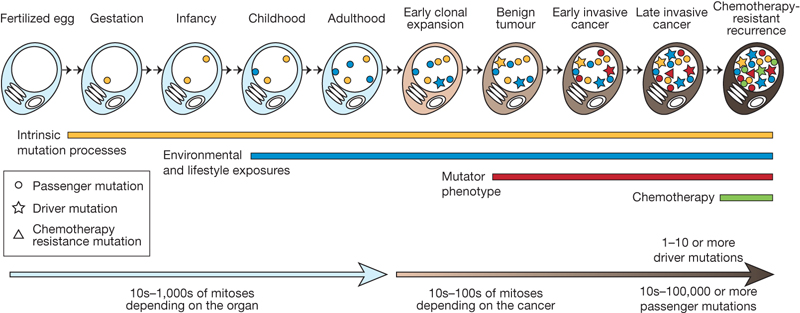 Fertilized egg
Gestation
Infancy
Childhood
Adulthood
Early clonal
expansion
Benign
tumour
Early invasive
cancer
Late invasive
cancer
Chemotherapy-
resistant
recurrence
Intrinsic
mutation processes
Environmental
and lifestyle exposures
Mutator
phenotype
Chemotherapy
Passenger mutation
Driver mutation
Chemotherapy
resistance mutation
10s–1,000s of mitoses
depending on the organ
10s–100s of mitoses
depending on the cancer
1–10 or more
driver mutations
10s–100,000 or more
passenger mutations